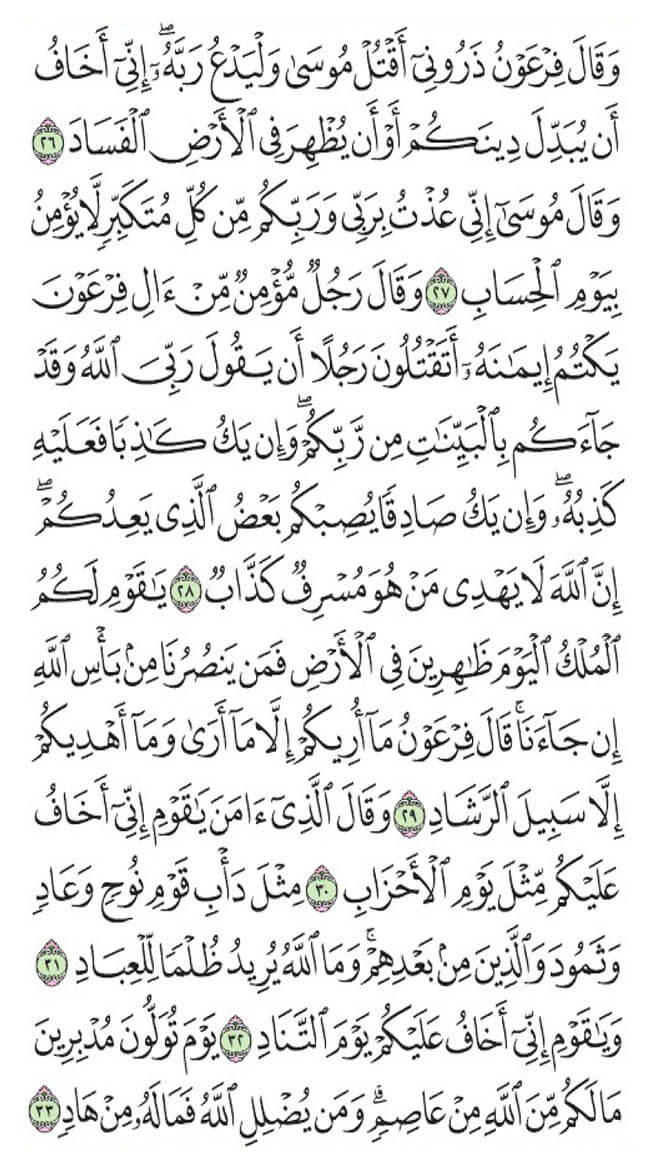 وَقَالَ فِرْعَوْنُ ذَرُونِىٓ أَقْتُلْ مُوسَىٰ وَلْيَدْعُ رَبَّهُۥٓ ۖ إِنِّىٓ أَخَافُ
أَن يُبَدِّلَ دِينَكُمْ أَوْ أَن يُظْهِرَ فِى ٱلْأَرْضِ ٱلْفَسَادَ ٢٦
وَقَالَ مُوسَىٰٓ إِنِّى عُذْتُ بِرَبِّى وَرَبِّكُم مِّن كُلِّ مُتَكَبِّرٍ لَّا يُؤْمِنُ
بِيَوْمِ ٱلْحِسَابِ ٢٧ وَقَالَ رَجُلٌ مُّؤْمِنٌ مِّنْ ءَالِ فِرْعَوْنَ
يَكْتُمُ إِيمَـٰنَهُۥٓ أَتَقْتُلُونَ رَجُلًا أَن يَقُولَ رَبِّىَ ٱللَّهُ وَقَدْ
جَآءَكُم بِٱلْبَيِّنَـٰتِ مِن رَّبِّكُمْ ۖ وَإِن يَكُ كَـٰذِبًا فَعَلَيْهِ
كَذِبُهُۥ ۖ وَإِن يَكُ صَادِقًا يُصِبْكُم بَعْضُ ٱلَّذِى يَعِدُكُمْ ۖ
إِنَّ ٱللَّهَ لَا يَهْدِى مَنْ هُوَ مُسْرِفٌ كَذَّابٌ ٢٨ يَـٰقَوْمِ لَكُمُ
ٱلْمُلْكُ ٱلْيَوْمَ ظَـٰهِرِينَ فِى ٱلْأَرْضِ فَمَن يَنصُرُنَا مِنۢ بَأْسِ ٱللَّهِ
إِن جَآءَنَا ۚ قَالَ فِرْعَوْنُ مَآ أُرِيكُمْ إِلَّا مَآ أَرَىٰ وَمَآ أَهْدِيكُمْ
إِلَّا سَبِيلَ ٱلرَّشَادِ ٢٩ وَقَالَ ٱلَّذِىٓ ءَامَنَ يَـٰقَوْمِ إِنِّىٓ أَخَافُ
عَلَيْكُم مِّثْلَ يَوْمِ ٱلْأَحْزَابِ ٣٠ مِثْلَ دَأْبِ قَوْمِ نُوحٍ وَعَادٍ
وَثَمُودَ وَٱلَّذِينَ مِنۢ بَعْدِهِمْ ۚ وَمَا ٱللَّهُ يُرِيدُ ظُلْمًا لِّلْعِبَادِ ٣١
وَيَـٰقَوْمِ إِنِّىٓ أَخَافُ عَلَيْكُمْ يَوْمَ ٱلتَّنَادِ ٣٢ يَوْمَ تُوَلُّونَ مُدْبِرِينَ
مَا لَكُم مِّنَ ٱللَّهِ مِنْ عَاصِمٍ ۗ وَمَن يُضْلِلِ ٱللَّهُ فَمَا لَهُۥ مِنْ هَادٍ ٣٣